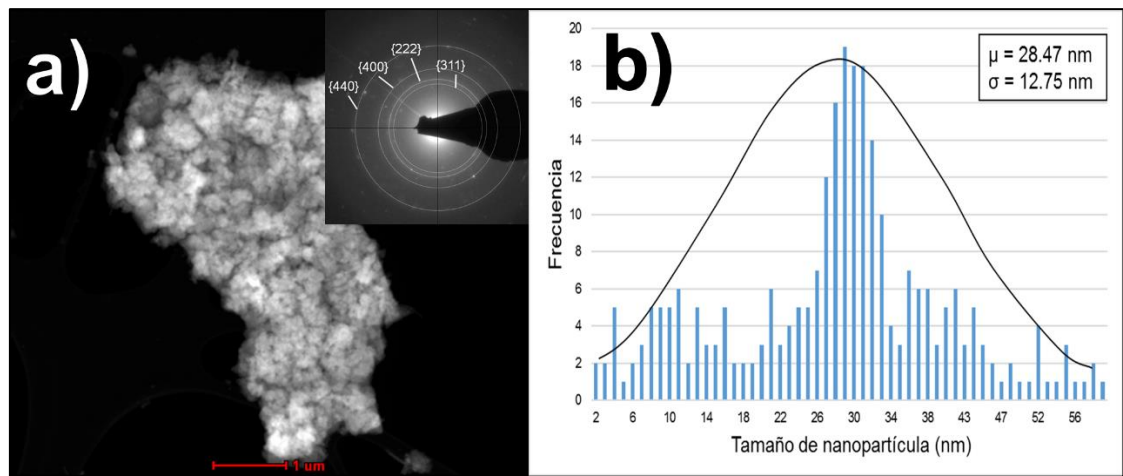 a)
{222}
{400}
{311}
{440}
1 um
b)
μ = 28.47 nm
σ = 12.75 nm
Frecuencia
20
18
16
14
12
10
8
6
4
2
0
2 6 10 14 18 22 26 30 34 38 43 47 52 56
Tamaño de nanopartícula (nm)